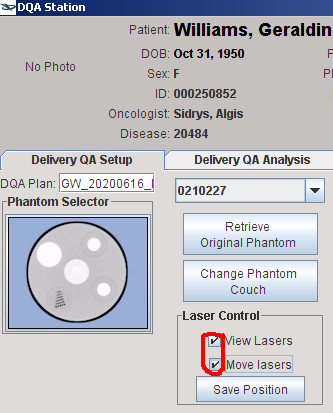 DQA Station
Patient: Williams, Geraldin
No Photo
DOB: Oct 31, 1950
Sex: F
ID: 000250852
Oncologist: Sidrys, Algis
Disease: 20484
Delivery QA Setup
Delivery QA Analysis
DQA Plan: GW_20200616_
0210227
Phantom Selector
Retrieve
Original Phantom
Change Phantom
Couch
Laser Control
View Lasers
Move lasers
Save Position